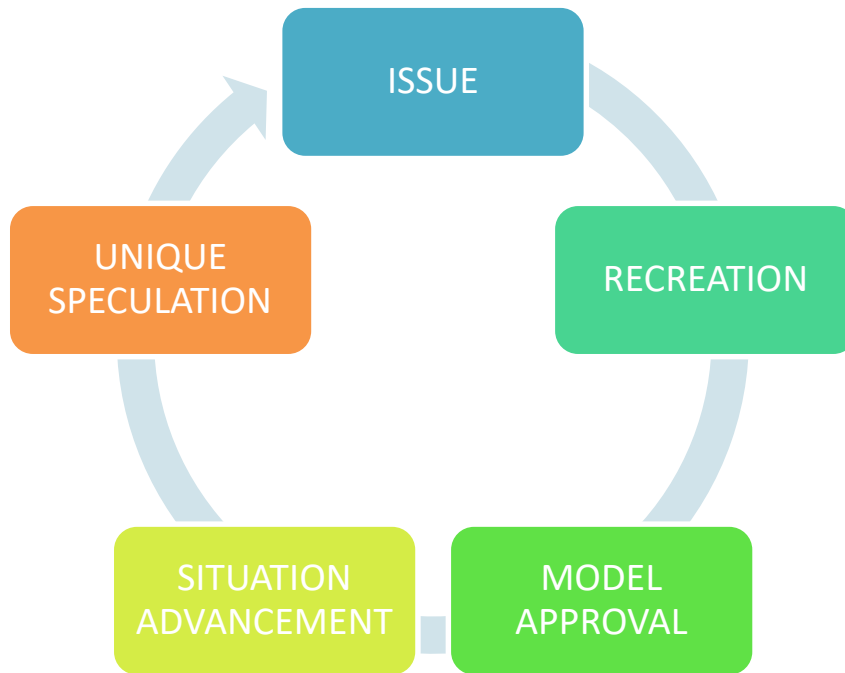 ISSUE
RECREATION
MODEL
APPROVAL
SITUATION
ADVANCEMENT
UNIQUE
SPECULATION